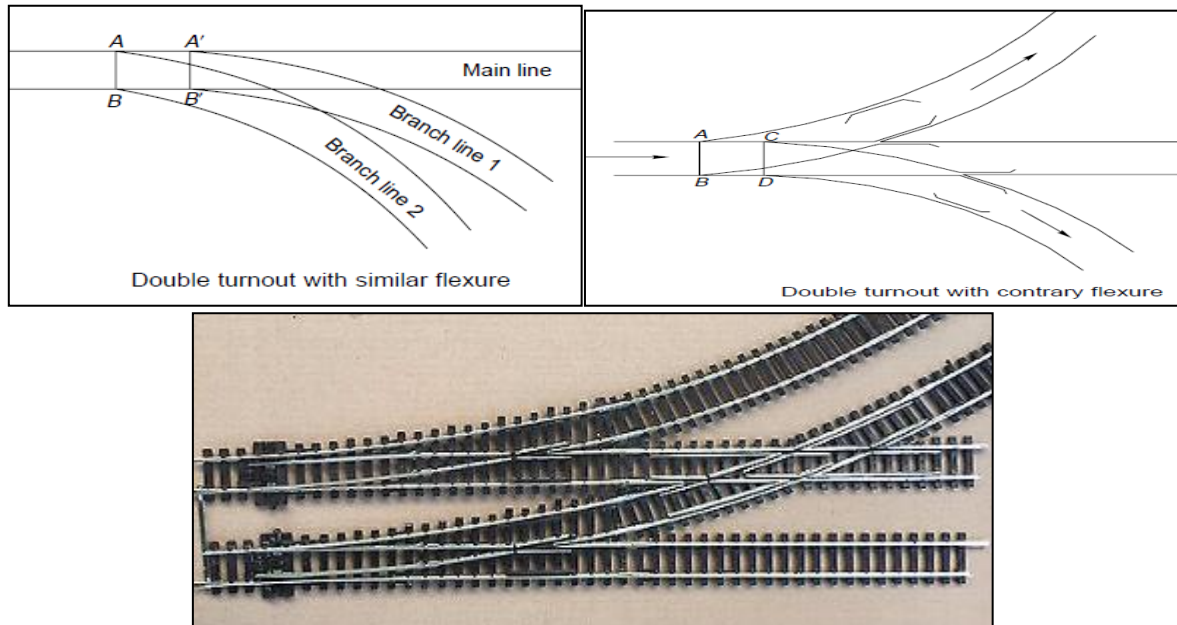 A A′
Main line
B B′
Branch line 1
Branch line 2
Double turnout with similar flexure
A C
B D
Double turnout with contrary flexure